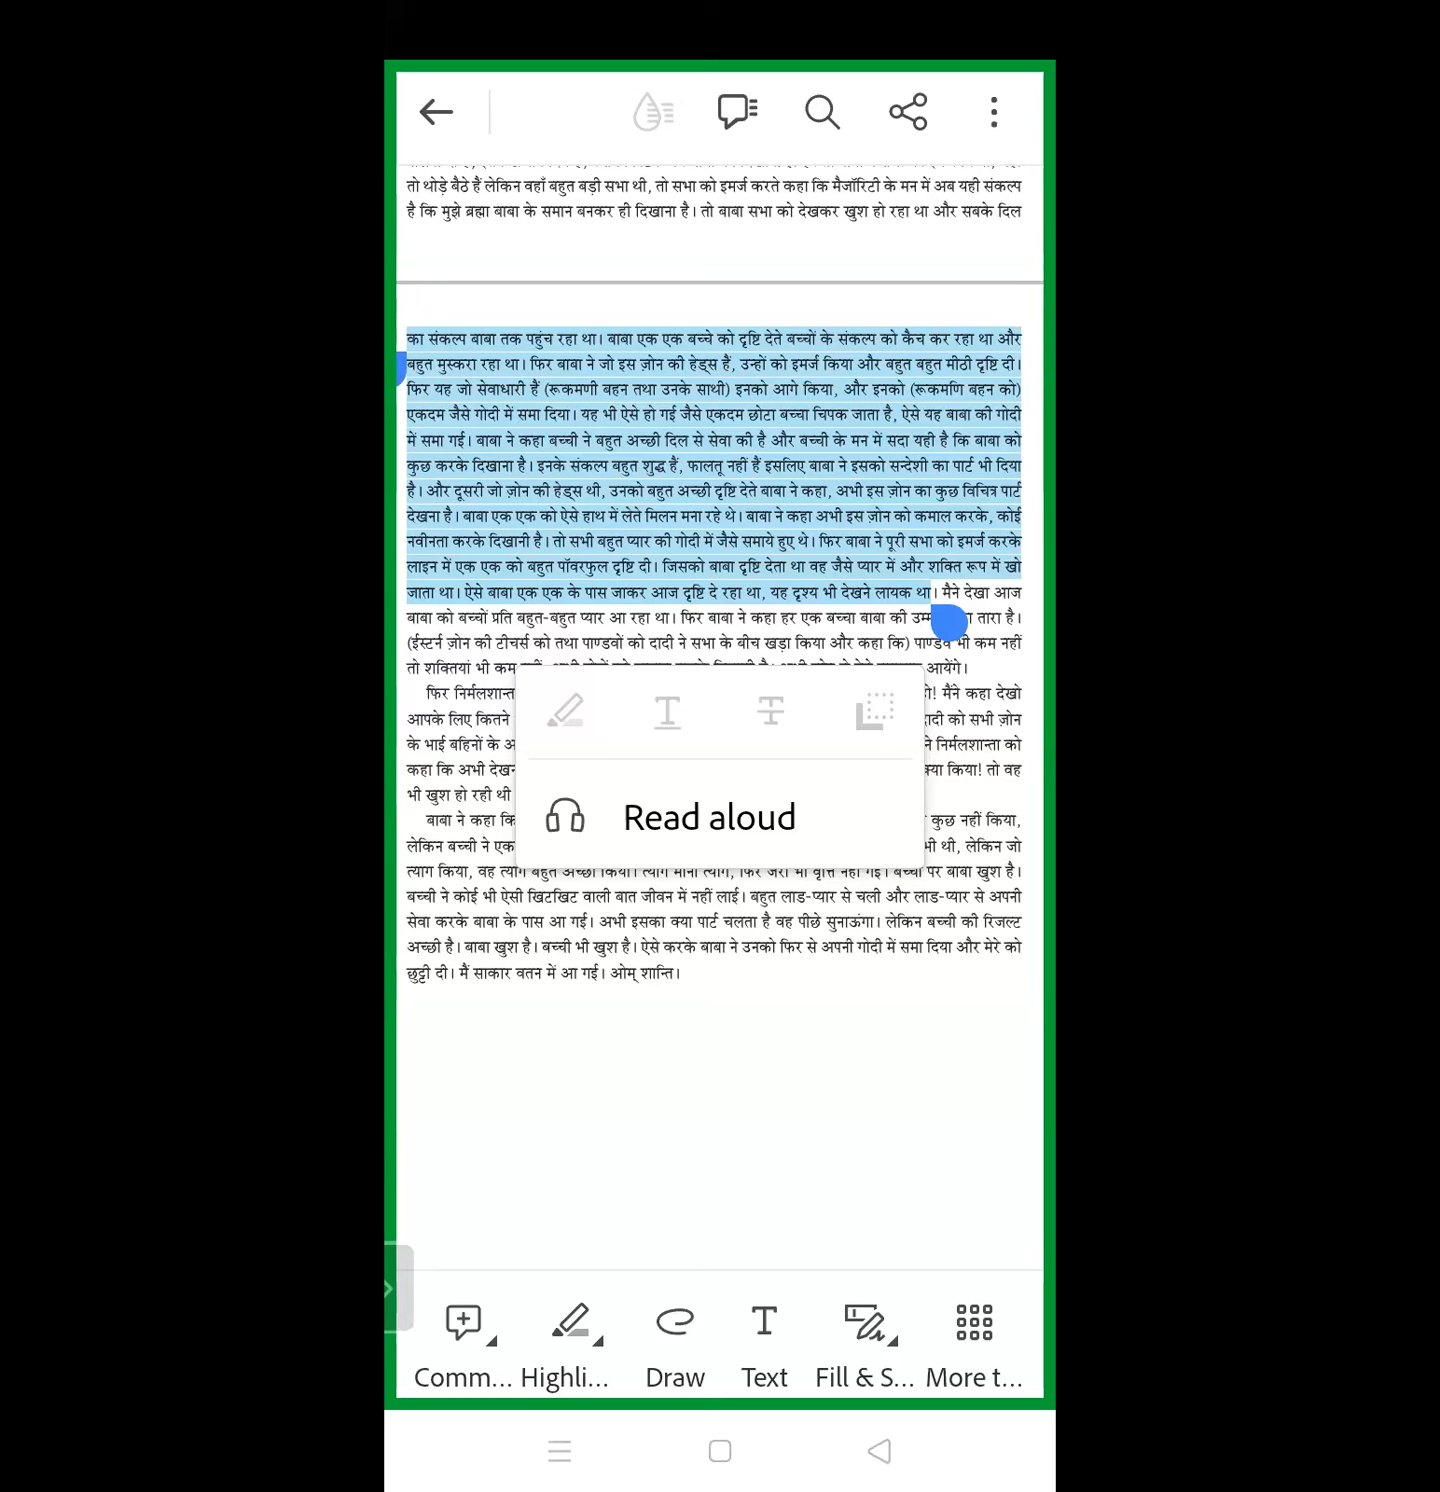 तो थोड़े बैठे हैं लेकिन वहाँ बहुत बड़ी सभा थी, तो सभा को इमर्ज करते कहा कि मैजॉरिटी के मन में अब यही संकल्प
है कि मुझे ब्रह्मा बाबा के समान बनकर ही दिखाना है। तो बाबा सभा को देखकर खुश हो रहा था और सबके दिल
का संकल्प बाबा तक पहुंच रहा था। बाबा एक एक बच्चे को दृष्टि देते बच्चों के संकल्प को कैच कर रहा था और
बहुत मुस्करा रहा था। फिर बाबा ने जो इस ज़ोन की हेड्स हैं, उन्हों को इमर्ज किया और बहुत बहुत मीठी दृष्टि दी।
फिर यह जो सेवाधारी हैं (रूकमणी बहन तथा उनके साथी) इनको आगे किया, और इनको (रूकमणि बहन को)
एकदम जैसे गोदी में समा दिया। यह भी ऐसे हो गई जैसे एकदम छोटा बच्चा चिपक जाता है, ऐसे यह बाबा की गोदी
में समा गई। बाबा ने कहा बच्ची ने बहुत अच्छी दिल से सेवा की है और बच्ची के मन में सदा यही है कि बाबा को
कुछ करके दिखाना है। इनके संकल्प बहुत शुद्ध हैं, फालतू नहीं हैं इसलिए बाबा ने इसको सन्देशी का पार्ट भी दिया
है। और दूसरी जो ज़ोन की हेड्स थी, उनको बहुत अच्छी दृष्टि देते बाबा ने कहा, अभी इस ज़ोन का कुछ विचित्र पार्ट
देखना है। बाबा एक एक को ऐसे हाथ में लेते मिलन मना रहे थे। बाबा ने कहा अभी इस ज़ोन को कमाल करके, कोई
नवीनता करके दिखानी है। तो सभी बहुत प्यार की गोदी में जैसे समाये हुए थे। फिर बाबा ने पूरी सभा को इमर्ज करके
लाइन में एक एक को बहुत पॉवरफुल दृष्टि दी। जिसको बाबा दृष्टि देता था वह जैसे प्यार में और शक्ति रूप में खो
जाता था। ऐसे बाबा एक एक के पास जाकर आज दृष्टि दे रहा था, यह दृश्य भी देखने लायक था। मैने देखा आज
बाबा को बच्चों प्रति बहुत-बहुत प्यार आ रहा था। फिर बाबा ने कहा हर एक बच्चा बाबा की तारा है।
(ईस्टर्न ज़ोन की टीचर्स को तथा पाण्डवों को दादी ने सभा के बीच खड़ा किया और कहा कि) पाण्डव भी कम नहीं
तो शक्तियां भी कम आयेंगे।
फिर निर्मलशान्त हो! मैंने कहा देखो
आपके लिए कितने दादी को सभी ज़ोन
के भाई बहिनों के ने निर्मलशान्ता को
कहा कि अभी देखन क्या किया! तो वह
भी खुश हो रही थी
बाबा ने कहा कि कुछ नहीं किया,
लेकिन बच्ची ने एक भी थी, लेकिन जो
त्याग किया, वह त्याग बहुत अच्छा किया। त्याग माना त्याग, फिर जरा भी वृत्ति नहीं गई। बच्ची पर बाबा खुश है।
बच्ची ने कोई भी ऐसी खिटखिट वाली बात जीवन में नहीं लाई। बहुत लाड-प्यार से चली और लाड-प्यार से अपनी
सेवा करके बाबा के पास आ गई। अभी इसका क्या पार्ट चलता है वह पीछे सुनाऊंगा। लेकिन बच्ची की रिजल्ट
अच्छी है। बाबा खुश है। बच्ची भी खुश है। ऐसे करके बाबा ने उनको फिर से अपनी गोदी में समा दिया और मेरे को
छुट्टी दी। मैं साकार वतन में आ गई। ओम् शान्ति।
Read aloud
Comm... Highli... Draw Text Fill & S... More t...